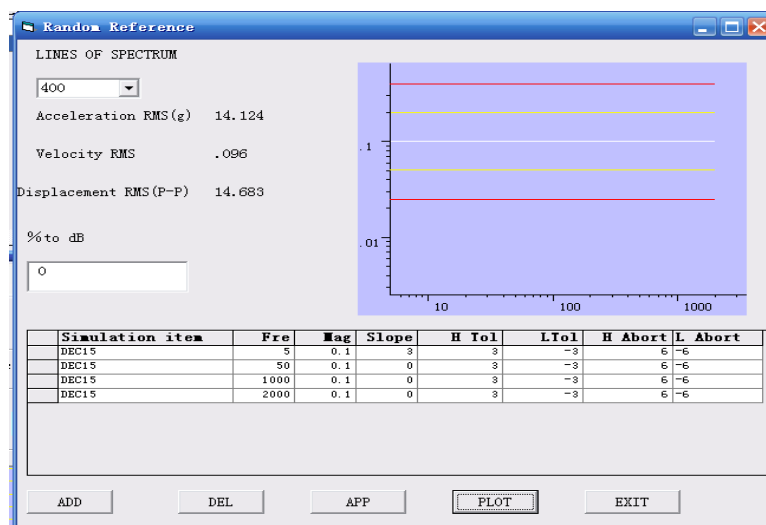 Random Reference
LINES OF SPECTRUM
400
Acceleration RMS(g) 14.124
Velocity RMS .096
Displacement RMS(P-P) 14.683
%to dB
0
.1
.01
10 100 1000
Simulation item Fre Mag Slope H Tol LTol H Abort L Abort
DEC15 5 0.1 3 3 -3 6 -6
DEC15 50 0.1 0 3 -3 6 -6
DEC15 1000 0.1 0 3 -3 6 -6
DEC15 2000 0.1 0 3 -3 6 -6
ADD DEL APP PLOT EXIT